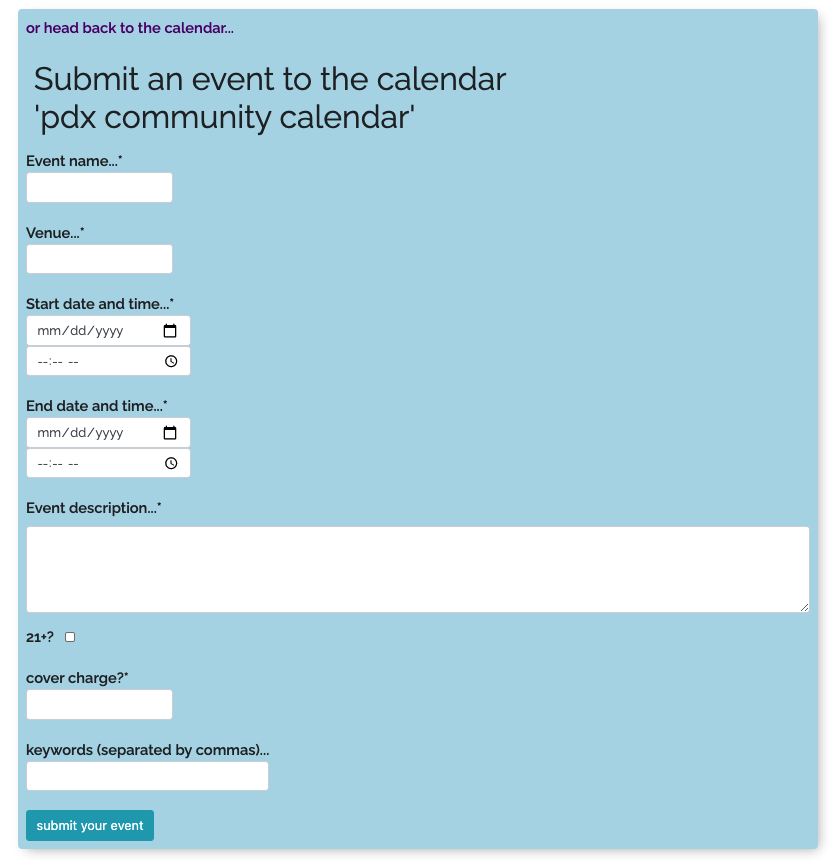 or head back to the calendar...
Submit an event to the calendar
'pdx community calendar'
Event name...*
Venue...*
Start date and time...*
mm/dd/yyyy
--:-- --
End date and time...*
mm/dd/yyyy
--:-- --
Event description...*
21+?
cover charge?*
keywords (separated by commas)...
submit your event